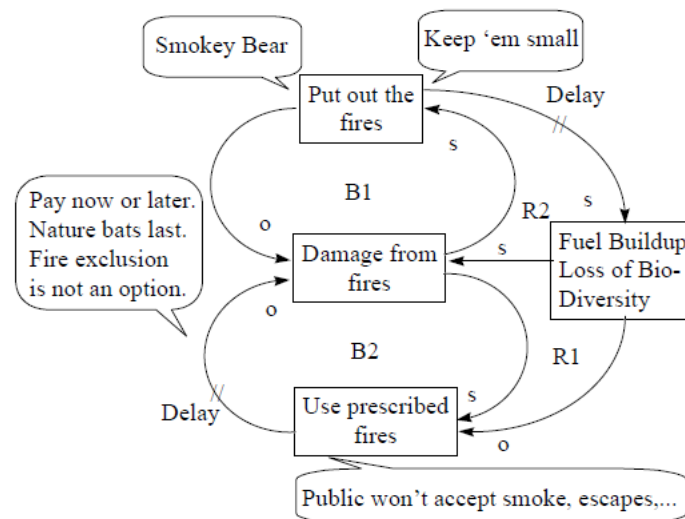 Smokey Bear
Keep ‘em small
Put out the
fires
Delay
//
s
s
B1
R2
Pay now or later.
Nature bats last.
Fire exclusion
is not an option.
o
Damage from
fires
s
Fuel Buildup
Loss of Bio-
Diversity
o
B2
R1
//
Delay
s
Use prescribed
fires
o
Public won’t accept smoke, escapes,...